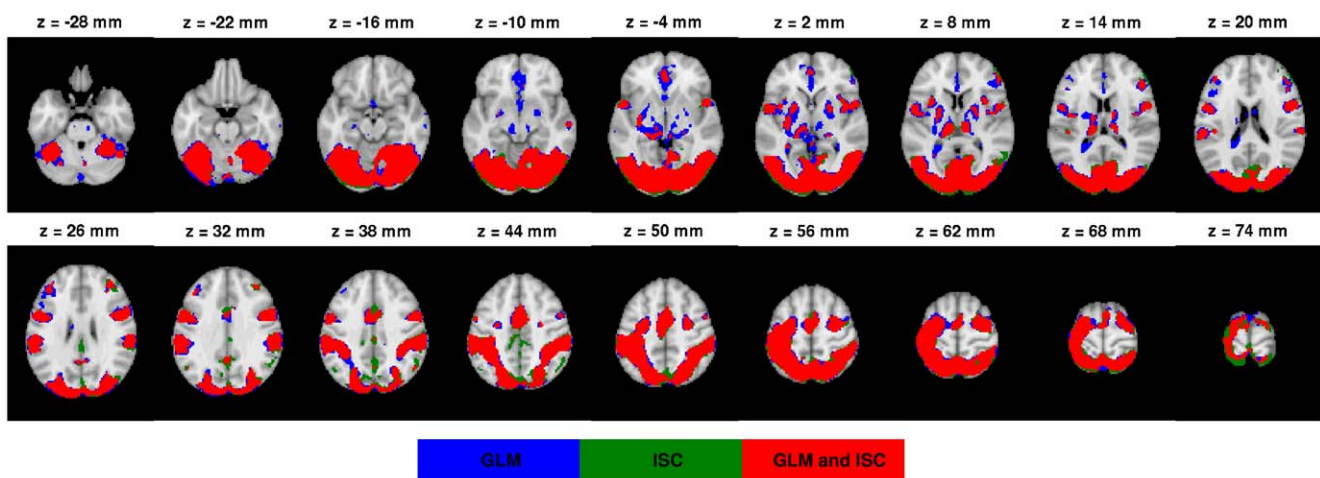 z = -28 mm z = -22 mm z = -16 mm z = -10 mm z = -4 mm z = 2 mm z = 8 mm z = 14 mm z = 20 mm
z = 26 mm z = 32 mm z = 38 mm z = 44 mm z = 50 mm z = 56 mm z = 62 mm z = 68 mm z = 74 mm
GLM ISC GLM and ISC